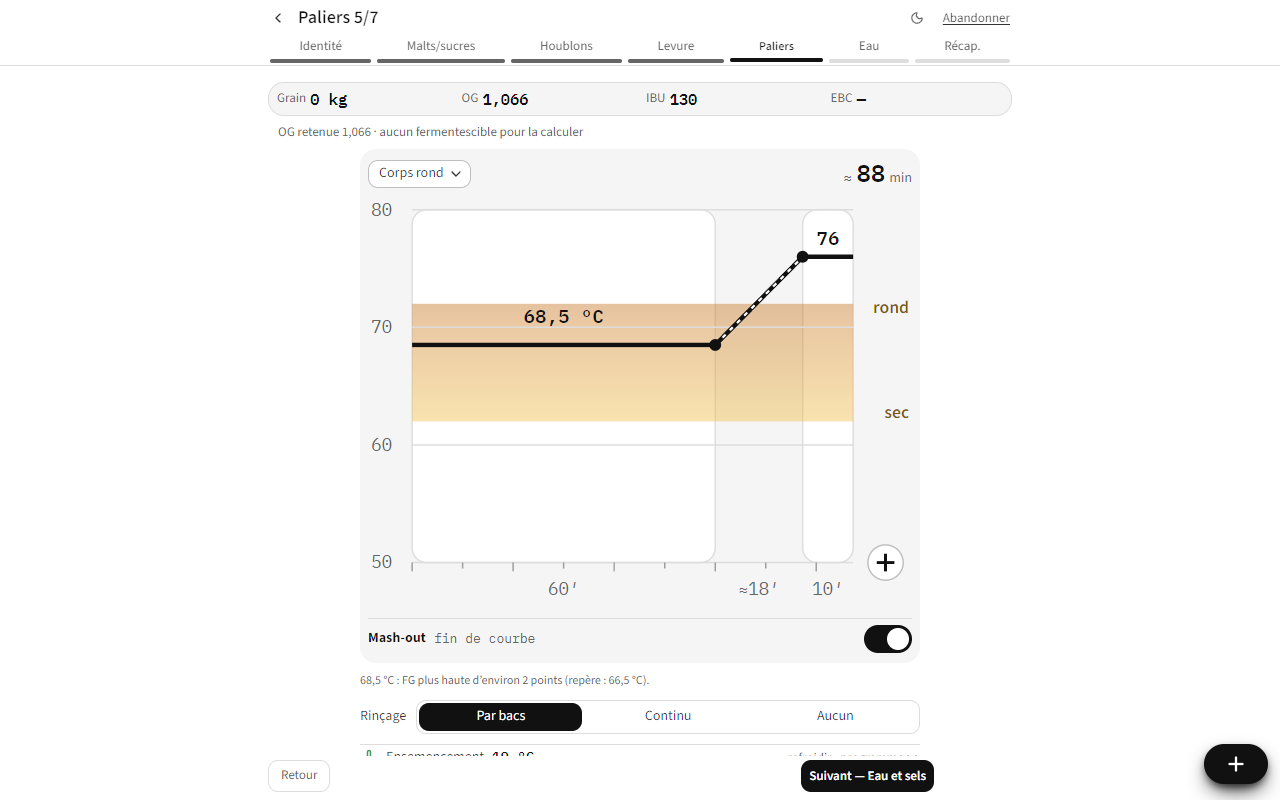 Paliers 5/7
Abandonner
Identité Malts/sucres Houblons Levure Paliers Eau Récap.
Grain 0 kg OG 1,066 IBU 130 EBC —
OG retenue 1,066 · aucun fermentescible pour la calculer
Corps rond ≈ 88 min
80
76
rond
68,5 °C
70
sec
60
50
60′ ≈18′ 10′
Mash-out fin de courbe
68,5 °C : FG plus haute d’environ 2 points (repère : 66,5 °C).
Rinçage Par bacs Continu Aucun
Retour
Suivant — Eau et sels